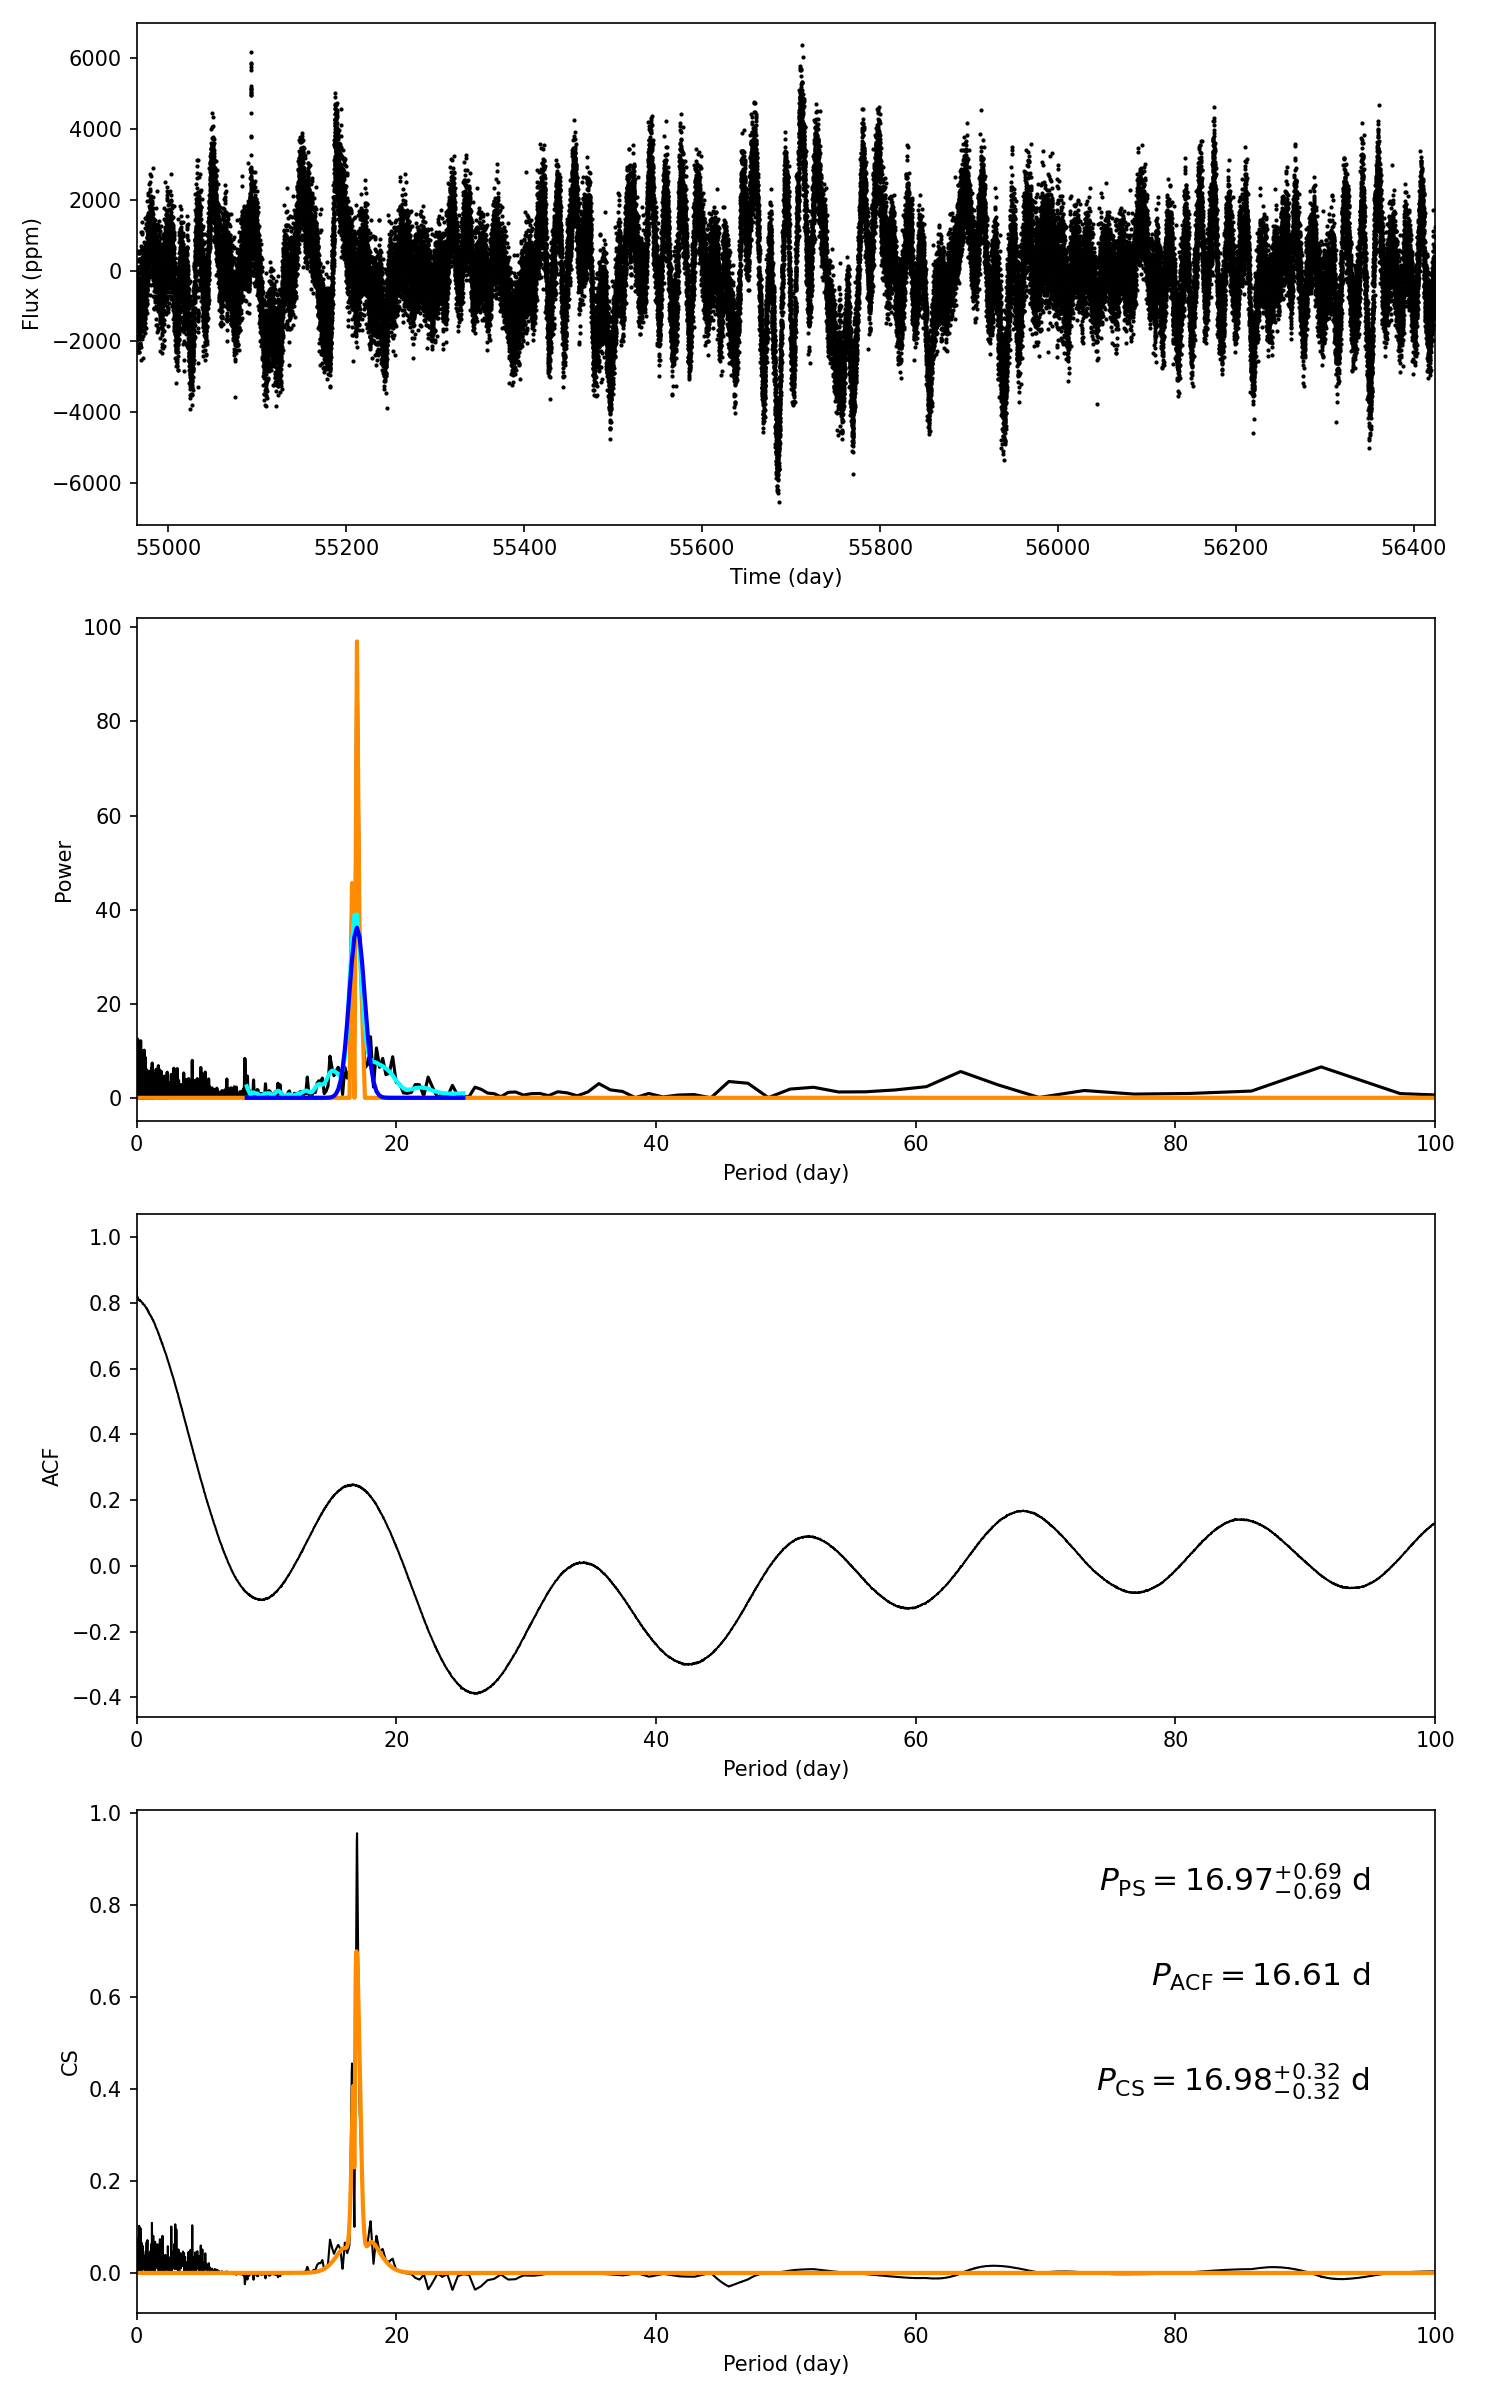 6000
4000
2000
0
−2000
−4000
−6000
Flux (ppm)
55000 55200 55400 55600 55800 56000 56200 56400
Time (day)
100
80
60
40
20
0
Power
0 20 40 60 80 100
Period (day)
1.0
0.8
0.6
0.4
0.2
0.0
−0.2
−0.4
ACF
0 20 40 60 80 100
Period (day)
1.0
0.8
0.6
0.4
0.2
0.0
CS
P_PS = 16.97^{+0.69}_{−0.69} d
P_ACF = 16.61 d
P_CS = 16.98^{+0.32}_{−0.32} d
0 20 40 60 80 100
Period (day)